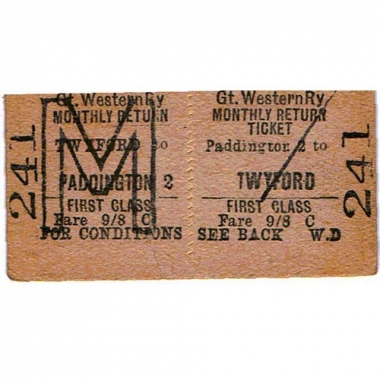 241
Gt. Western Ry
MONTHLY RETURN
TWYFORD to
PADDINGTON 2
FIRST CLASS
Fare 9/8 C
FOR CONDITIONS
M
Gt. Western Ry
MONTHLY RETURN
TICKET
Paddington 2 to
TWYFORD
FIRST CLASS
Fare 9/8 C
SEE BACK W.D
/
241